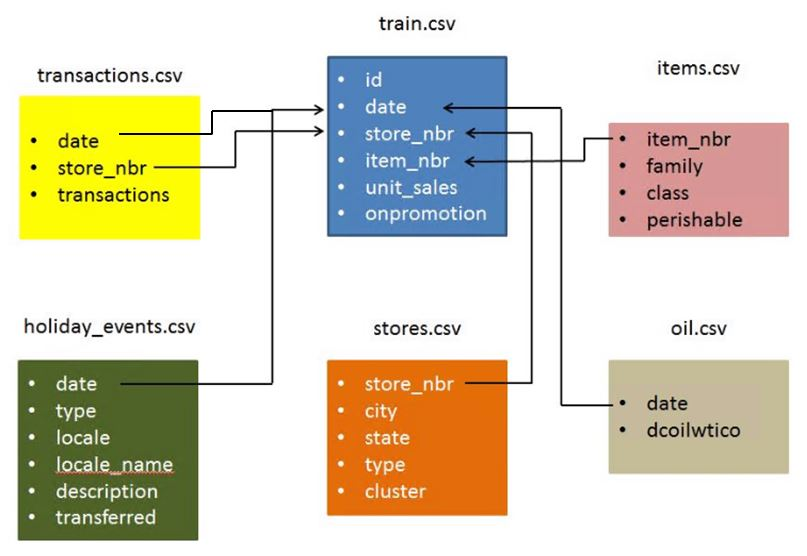 train.csv
transactions.csv
items.csv
• id
• date
• store_nbr
• item_nbr
• unit_sales
• onpromotion
• date
• store_nbr
• transactions
• item_nbr
• family
• class
• perishable
holiday_events.csv
stores.csv
oil.csv
• date
• type
• locale
• locale_name
• description
• transferred
• store_nbr
• city
• state
• type
• cluster
• date
• dcoilwtico